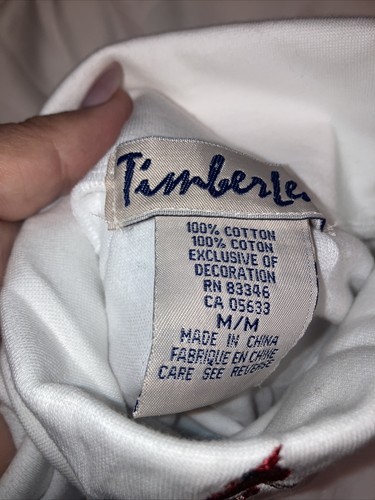 TimberLe
100% COTTON
100% COTON
EXCLUSIVE OF
DECORATION
RN 83346
CA 05633
M/M
MADE IN CHINA
FABRIQUE EN CHINE
CARE SEE REVERSE